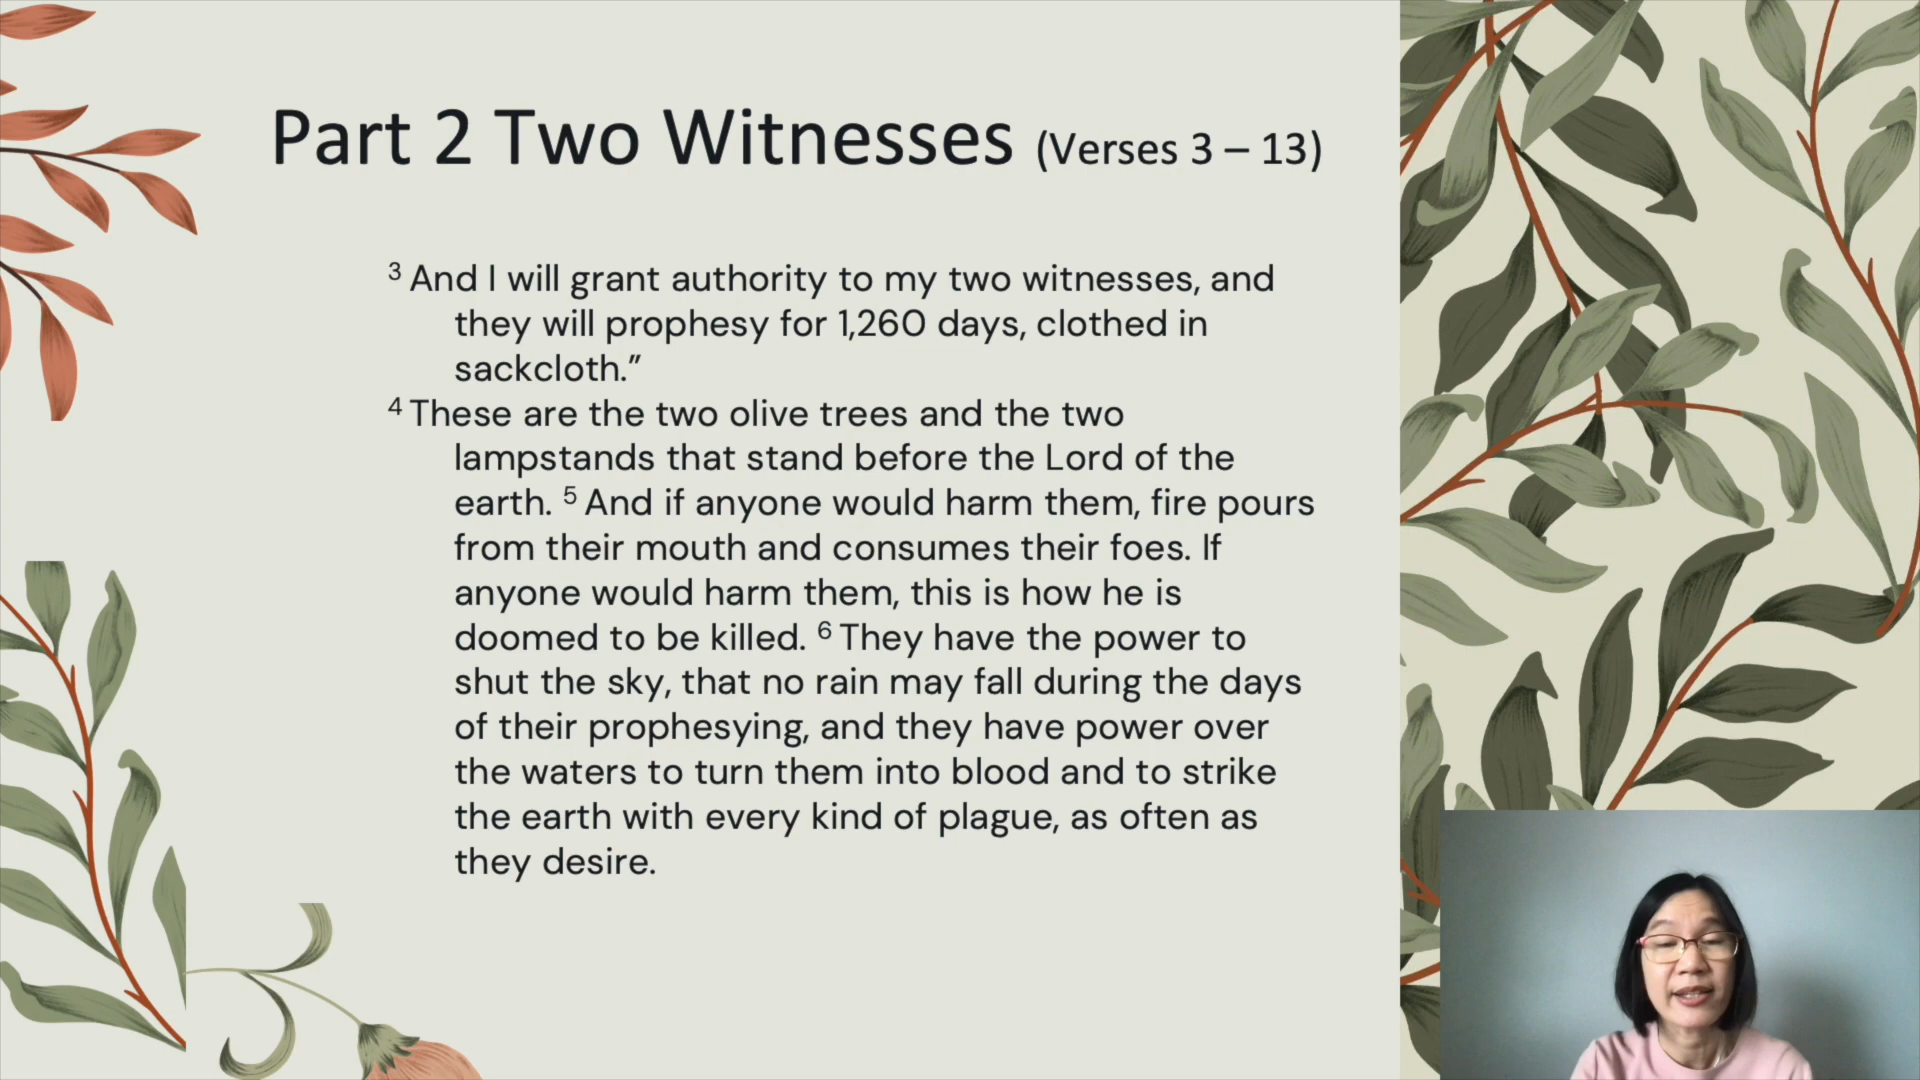 Part 2 Two Witnesses (Verses 3 – 13)
3 And I will grant authority to my two witnesses, and
they will prophesy for 1,260 days, clothed in
sackcloth.”
4 These are the two olive trees and the two
lampstands that stand before the Lord of the
earth. 5 And if anyone would harm them, fire pours
from their mouth and consumes their foes. If
anyone would harm them, this is how he is
doomed to be killed. 6 They have the power to
shut the sky, that no rain may fall during the days
of their prophesying, and they have power over
the waters to turn them into blood and to strike
the earth with every kind of plague, as often as
they desire.